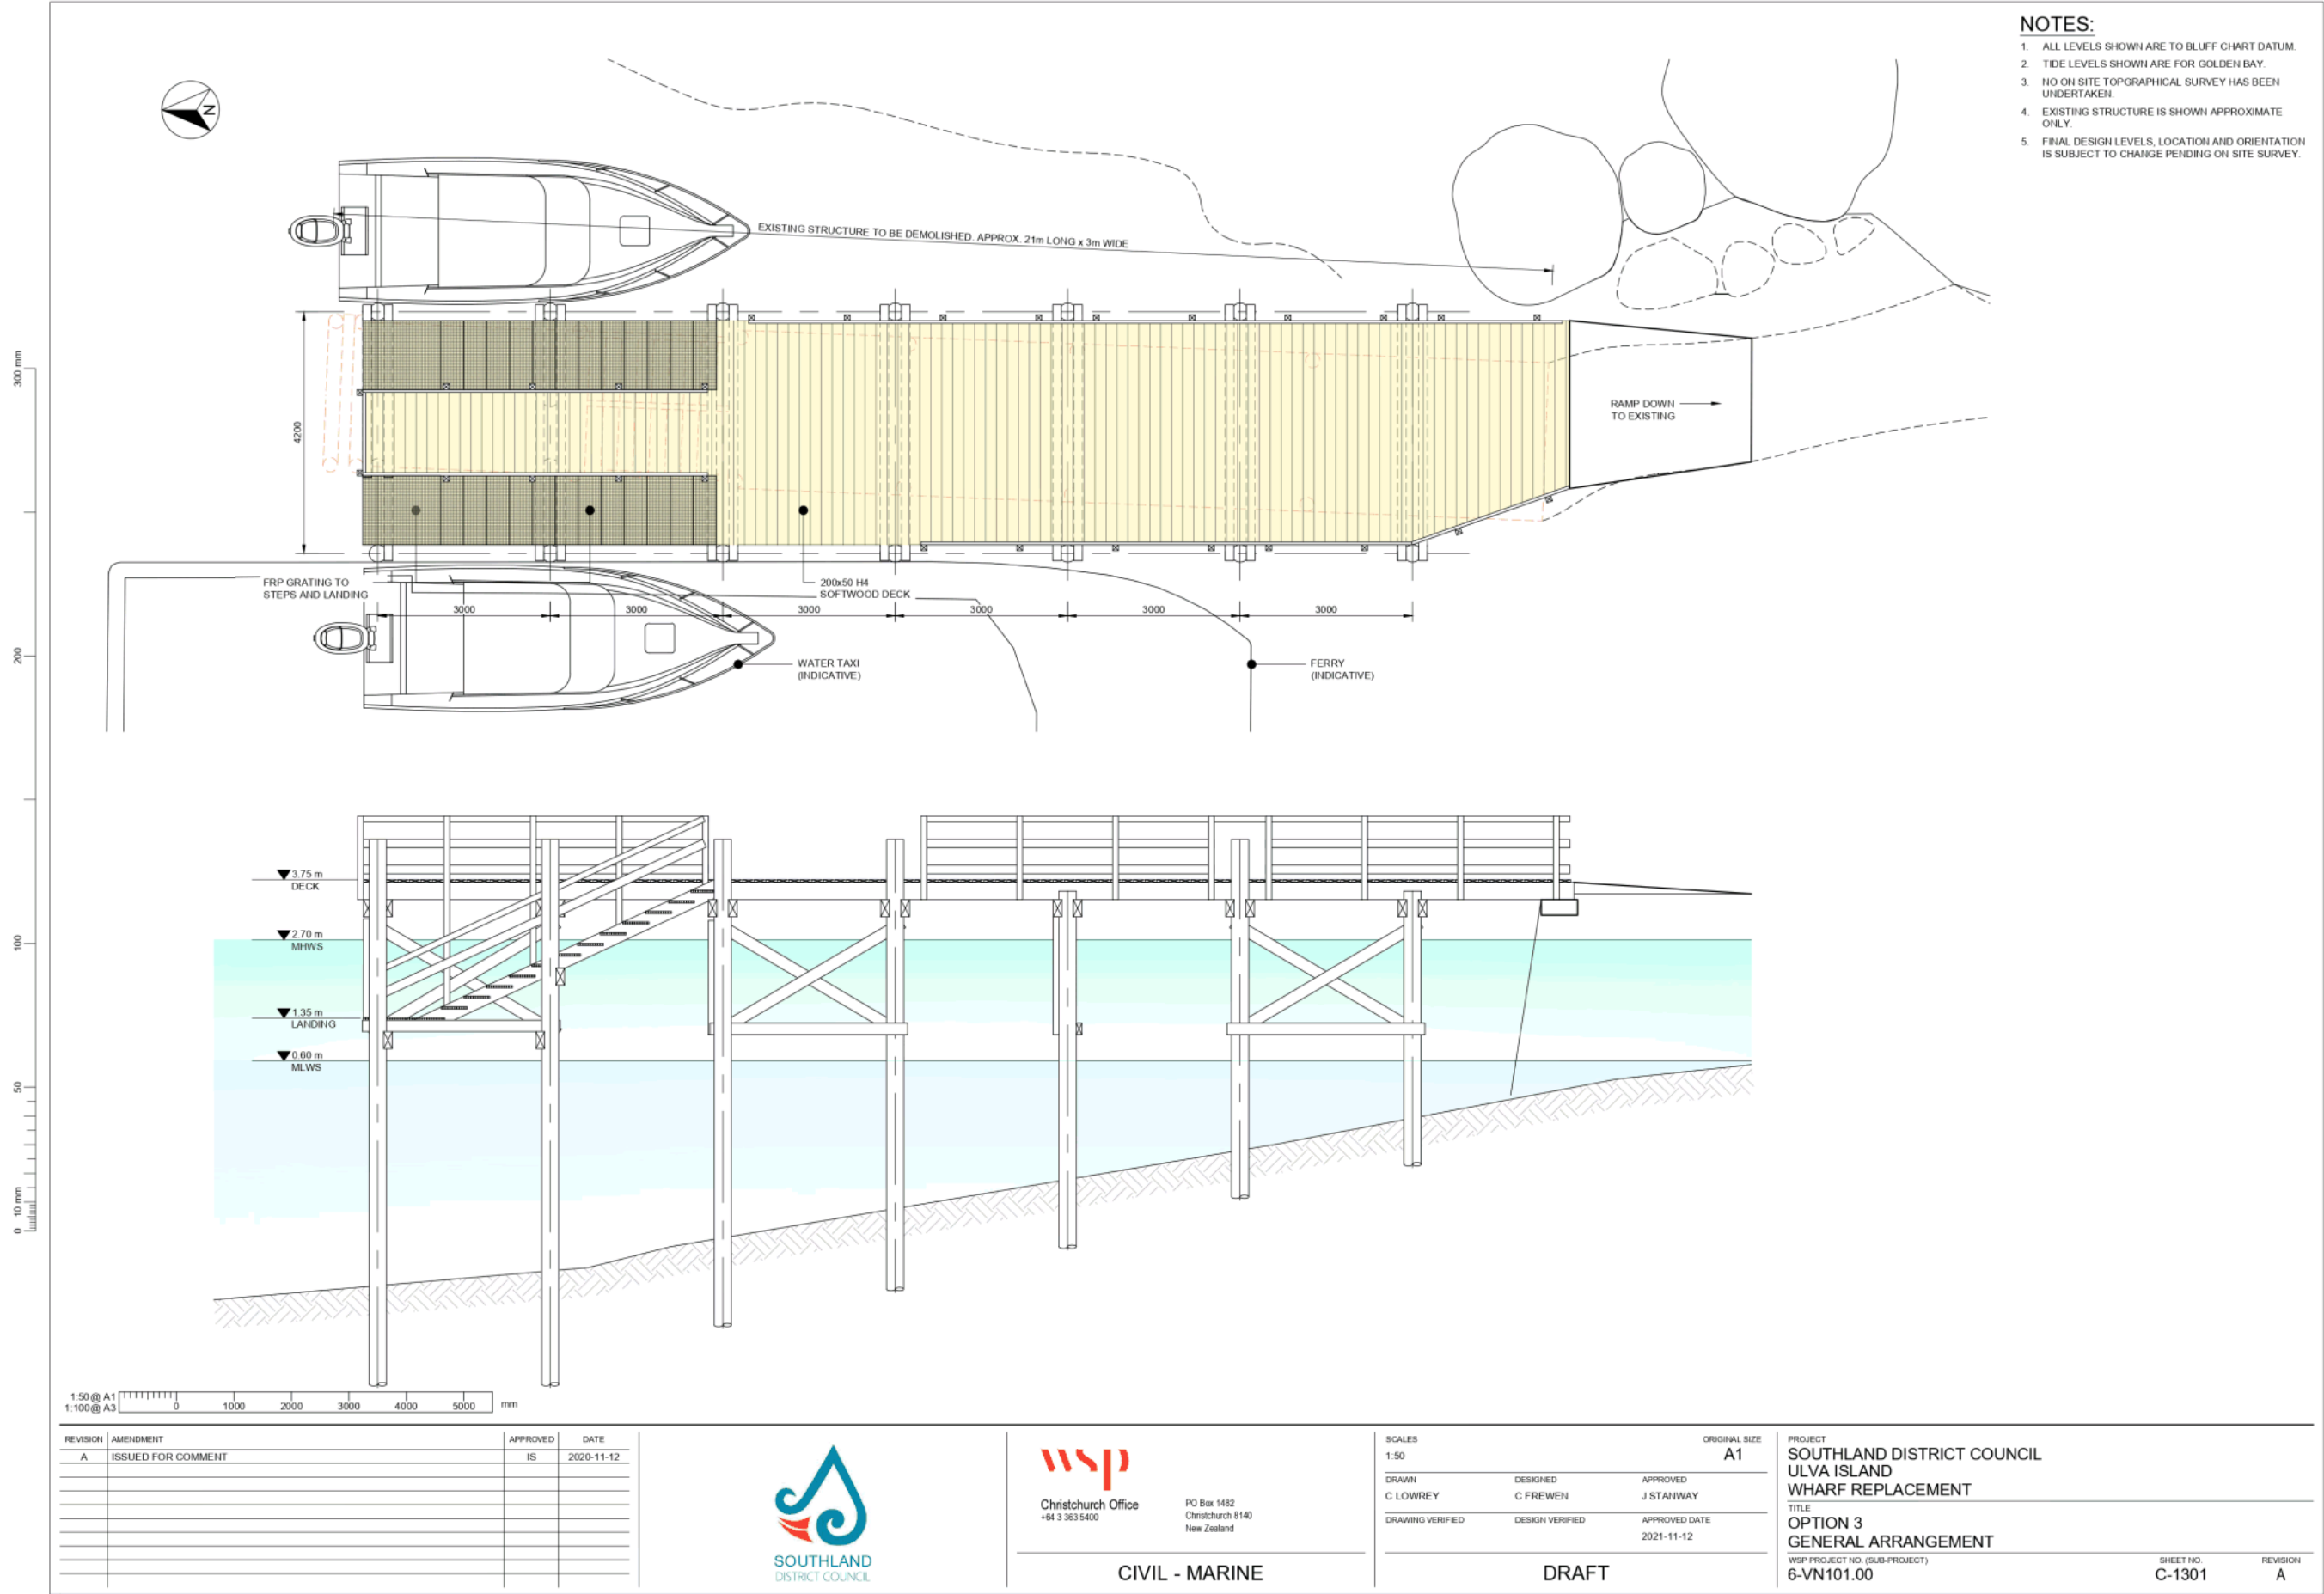 NOTES:
1. ALL LEVELS SHOWN ARE TO BLUFF CHART DATUM.
2. TIDE LEVELS SHOWN ARE FOR GOLDEN BAY.
3. NO ON SITE TOPGRAPHICAL SURVEY HAS BEEN
UNDERTAKEN.
4. EXISTING STRUCTURE IS SHOWN APPROXIMATE
ONLY.
5. FINAL DESIGN LEVELS, LOCATION AND ORIENTATION
IS SUBJECT TO CHANGE PENDING ON SITE SURVEY.
N
EXISTING STRUCTURE TO BE DEMOLISHED. APPROX. 21m LONG x 3m WIDE
4200
RAMP DOWN
TO EXISTING
FRP GRATING TO
STEPS AND LANDING
200x50 H4
SOFTWOOD DECK
3000
3000
3000
3000
3000
3000
WATER TAXI
(INDICATIVE)
FERRY
(INDICATIVE)
300 mm
200
100
50
10 mm
0
3.75 m
DECK
2.70 m
MHWS
1.35 m
LANDING
0.60 m
MLWS
1:50 @ A1
1:100 @ A3
0 1000 2000 3000 4000 5000 mm
REVISION AMENDMENT APPROVED DATE
A ISSUED FOR COMMENT IS 2020-11-12
SOUTHLAND
DISTRICT COUNCIL
wsp
Christchurch Office
+64 3 363 5400
PO Box 1482
Christchurch 8140
New Zealand
CIVIL - MARINE
SCALES
1:50
ORIGINAL SIZE
A1
DRAWN DESIGNED APPROVED
C LOWREY C FREWEN J STANWAY
DRAWING VERIFIED DESIGN VERIFIED APPROVED DATE
2021-11-12
DRAFT
PROJECT
SOUTHLAND DISTRICT COUNCIL
ULVA ISLAND
WHARF REPLACEMENT
TITLE
OPTION 3
GENERAL ARRANGEMENT
WSP PROJECT NO. (SUB-PROJECT) SHEET NO. REVISION
6-VN101.00 C-1301 A